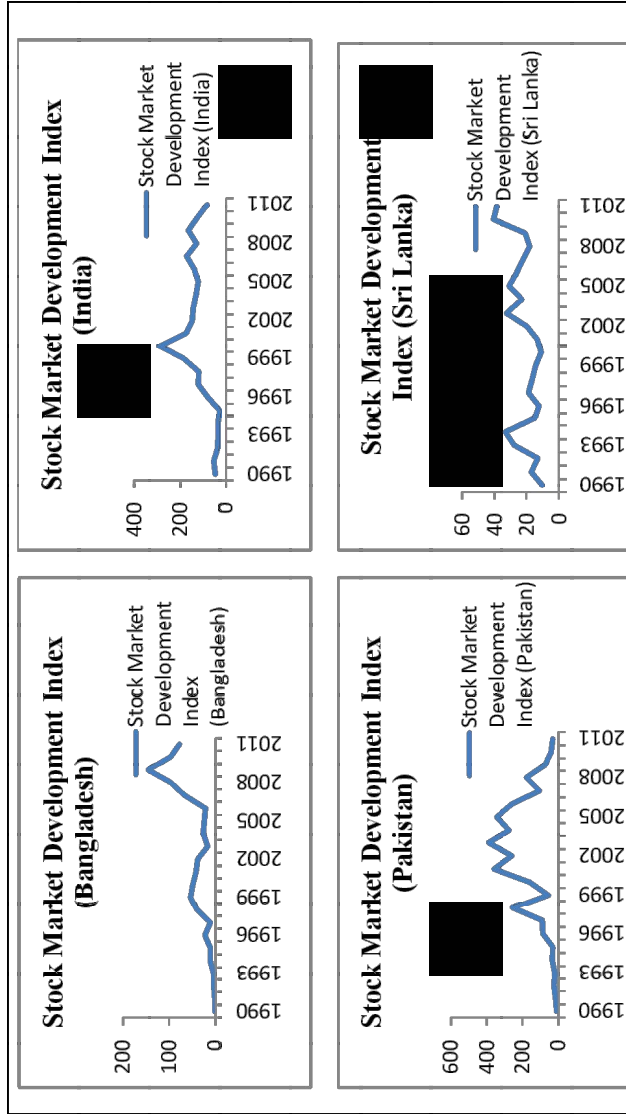 Stock Market Development Index
(Bangladesh)
200
100
0
1990
1993
1996
1999
2002
2005
2008
2011
Stock Market
Development
Index
(Bangladesh)
Stock Market Development Index
(India)
400
200
0
1990
1993
1996
1999
2002
2005
2008
2011
Stock Market
Development
Index (India)
Stock Market Development Index
(Pakistan)
600
400
200
0
1990
1993
1996
1999
2002
2005
2008
2011
Stock Market
Development
Index (Pakistan)
Stock Market Development
Index (Sri Lanka)
60
40
20
0
1990
1993
1996
1999
2002
2005
2008
2011
Stock Market
Development
Index (Sri Lanka)